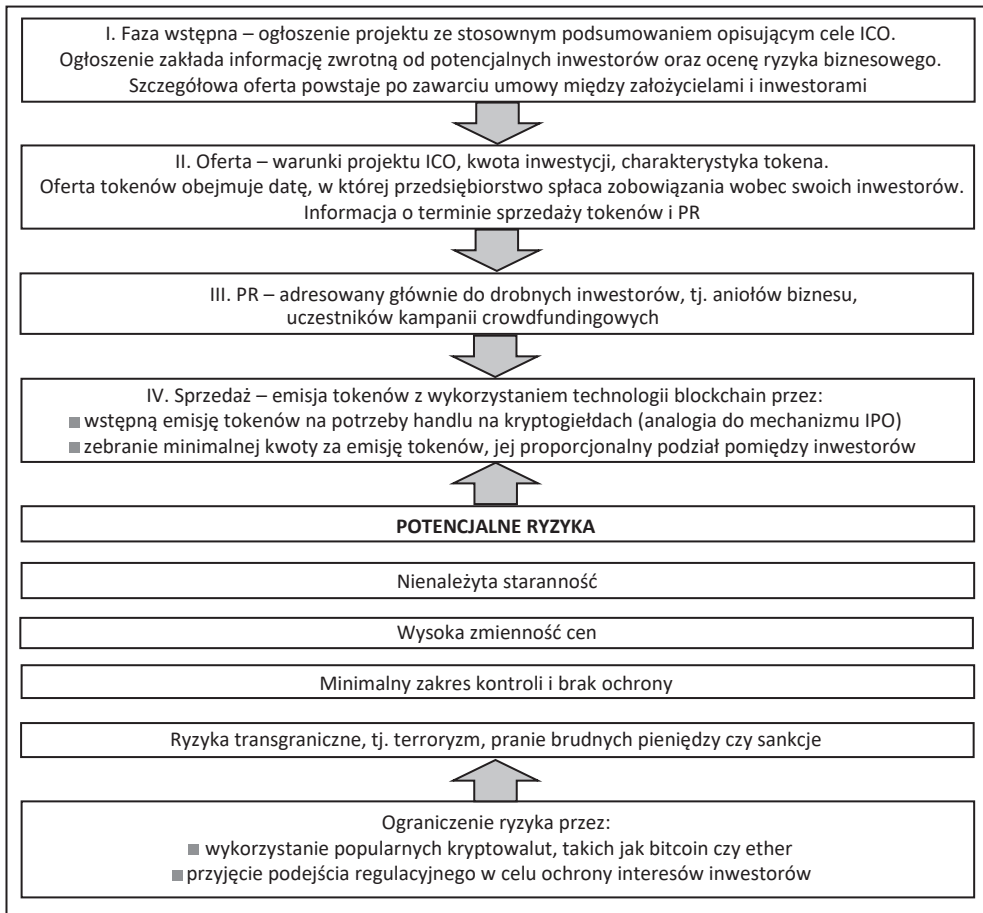 I. Faza wstępna – ogłoszenie projektu ze stosownym podsumowaniem opisującym cele ICO.
Ogłoszenie zakłada informację zwrotną od potencjalnych inwestorów oraz ocenę ryzyka biznesowego.
Szczegółowa oferta powstaje po zawarciu umowy między założycielami i inwestorami
II. Oferta – warunki projektu ICO, kwota inwestycji, charakterystyka tokena.
Oferta tokenów obejmuje datę, w której przedsiębiorstwo spłaca zobowiązania wobec swoich inwestorów.
Informacja o terminie sprzedaży tokenów i PR
III. PR – adresowany głównie do drobnych inwestorów, tj. aniołów biznesu,
uczestników kampanii crowdfundingowych
IV. Sprzedaż – emisja tokenów z wykorzystaniem technologii blockchain przez:
■ wstępną emisję tokenów na potrzeby handlu na kryptogiełdach (analogia do mechanizmu IPO)
■ zebranie minimalnej kwoty za emisję tokenów, jej proporcjonalny podział pomiędzy inwestorów
POTENCJALNE RYZYKA
Nienależyta staranność
Wysoka zmienność cen
Minimalny zakres kontroli i brak ochrony
Ryzyka transgraniczne, tj. terroryzm, pranie brudnych pieniędzy czy sankcje
Ograniczenie ryzyka przez:
■ wykorzystanie popularnych kryptowalut, takich jak bitcoin czy ether
■ przyjęcie podejścia regulacyjnego w celu ochrony interesów inwestorów